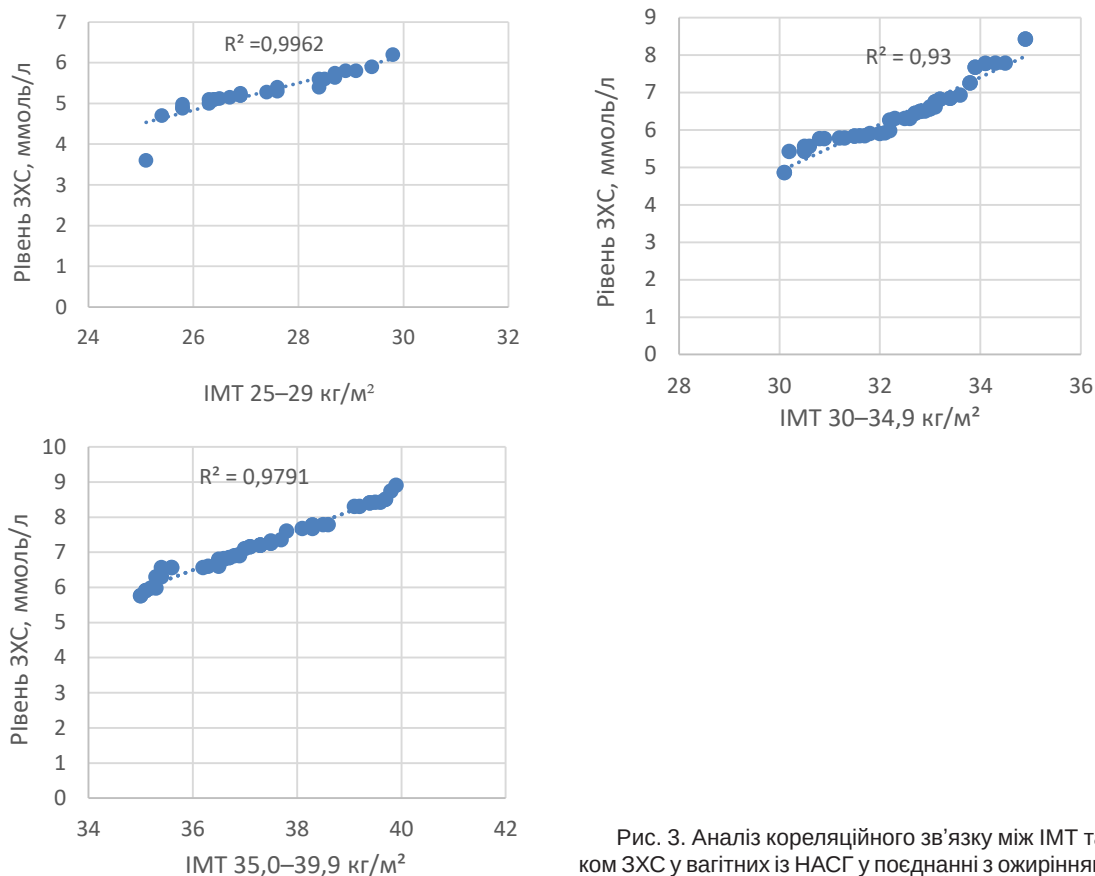 R² =0,9962
7
6
5
4
3
2
1
0
24 26 28 30 32
Рівень ЗХС, ммоль/л
ІМТ 25–29 кг/м²
R² = 0,93
9
8
7
6
5
4
3
2
1
0
28 30 32 34 36
Рівень ЗХС, ммоль/л
ІМТ 30–34,9 кг/м²
R² = 0,9791
10
9
8
7
6
5
4
3
2
1
0
34 36 38 40 42
Рівень ЗХС, ммоль/л
ІМТ 35,0–39,9 кг/м²
Рис. 3. Аналіз кореляційного зв’язку між ІМТ та
ком ЗХС у вагітних із НАСГ у поєднанні з ожирінням